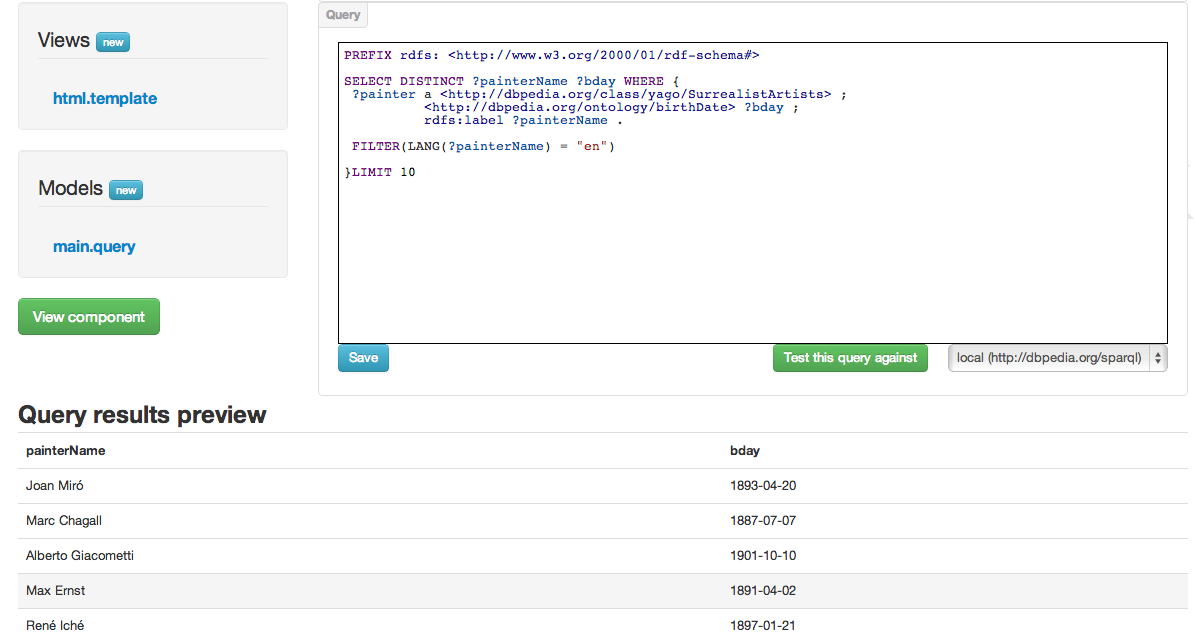 Views new
html.template
Models new
main.query
View component
Query
PREFIX rdfs: <http://www.w3.org/2000/01/rdf-schema#>
SELECT DISTINCT ?painterName ?bday WHERE {
?painter a <http://dbpedia.org/class/yago/SurrealistArtists> ;
<http://dbpedia.org/ontology/birthDate> ?bday ;
rdfs:label ?painterName .
FILTER(LANG(?painterName) = "en")
}LIMIT 10
Save Test this query against local (http://dbpedia.org/sparql)
Query results preview
painterName bday
Joan Miró 1893-04-20
Marc Chagall 1887-07-07
Alberto Giacometti 1901-10-10
Max Ernst 1891-04-02
René Iché 1897-01-21